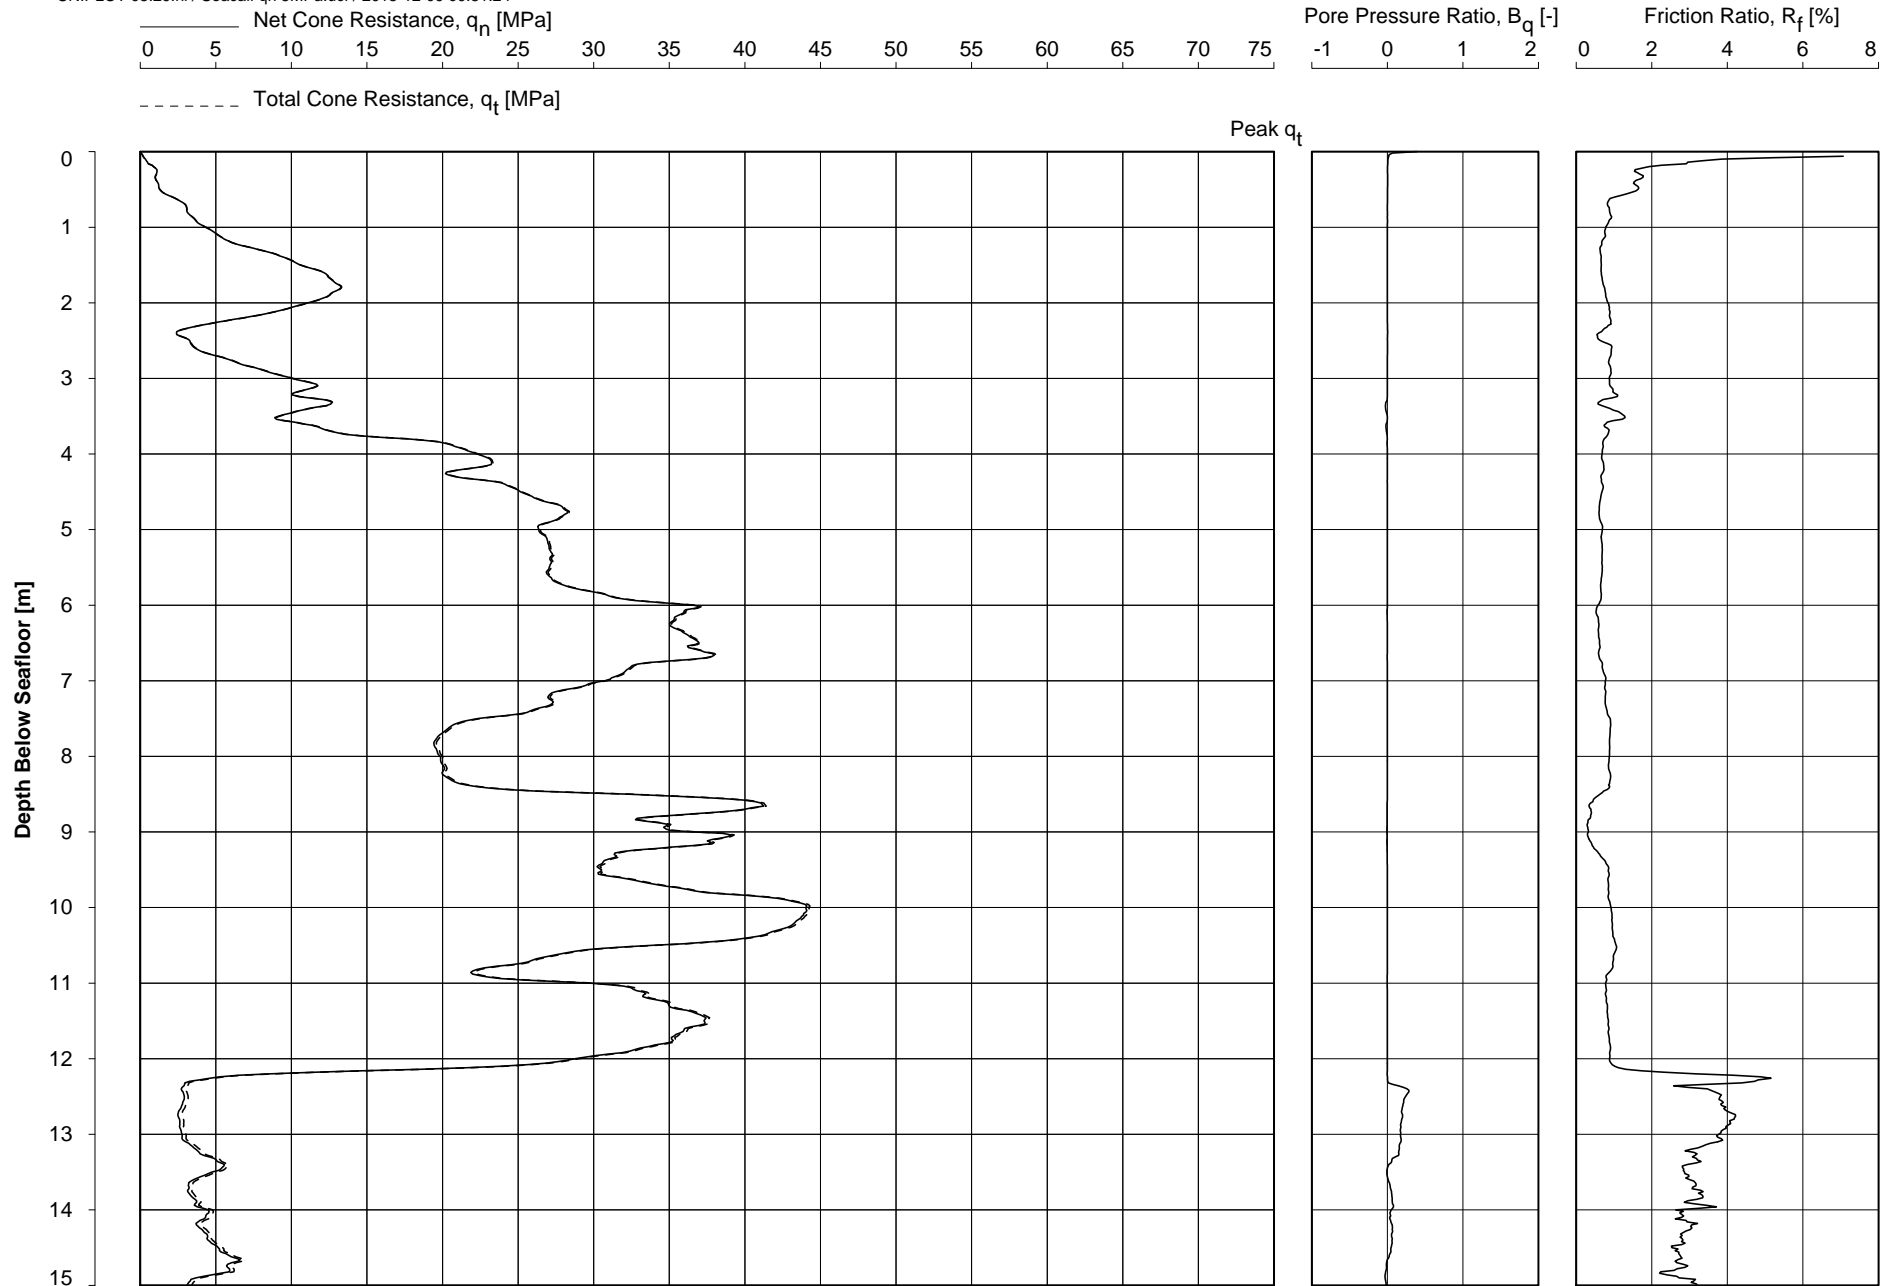 Net Cone Resistance, qn [MPa]
0 5 10 15 20 25 30 35 40 45 50 55 60 65 70 75
Total Cone Resistance, qt [MPa]
Pore Pressure Ratio, Bq [-]
-1 0 1 2
Friction Ratio, Rf [%]
0 2 4 6 8
Peak qt
Depth Below Seafloor [m]
0
1
2
3
4
5
6
7
8
9
10
11
12
13
14
15